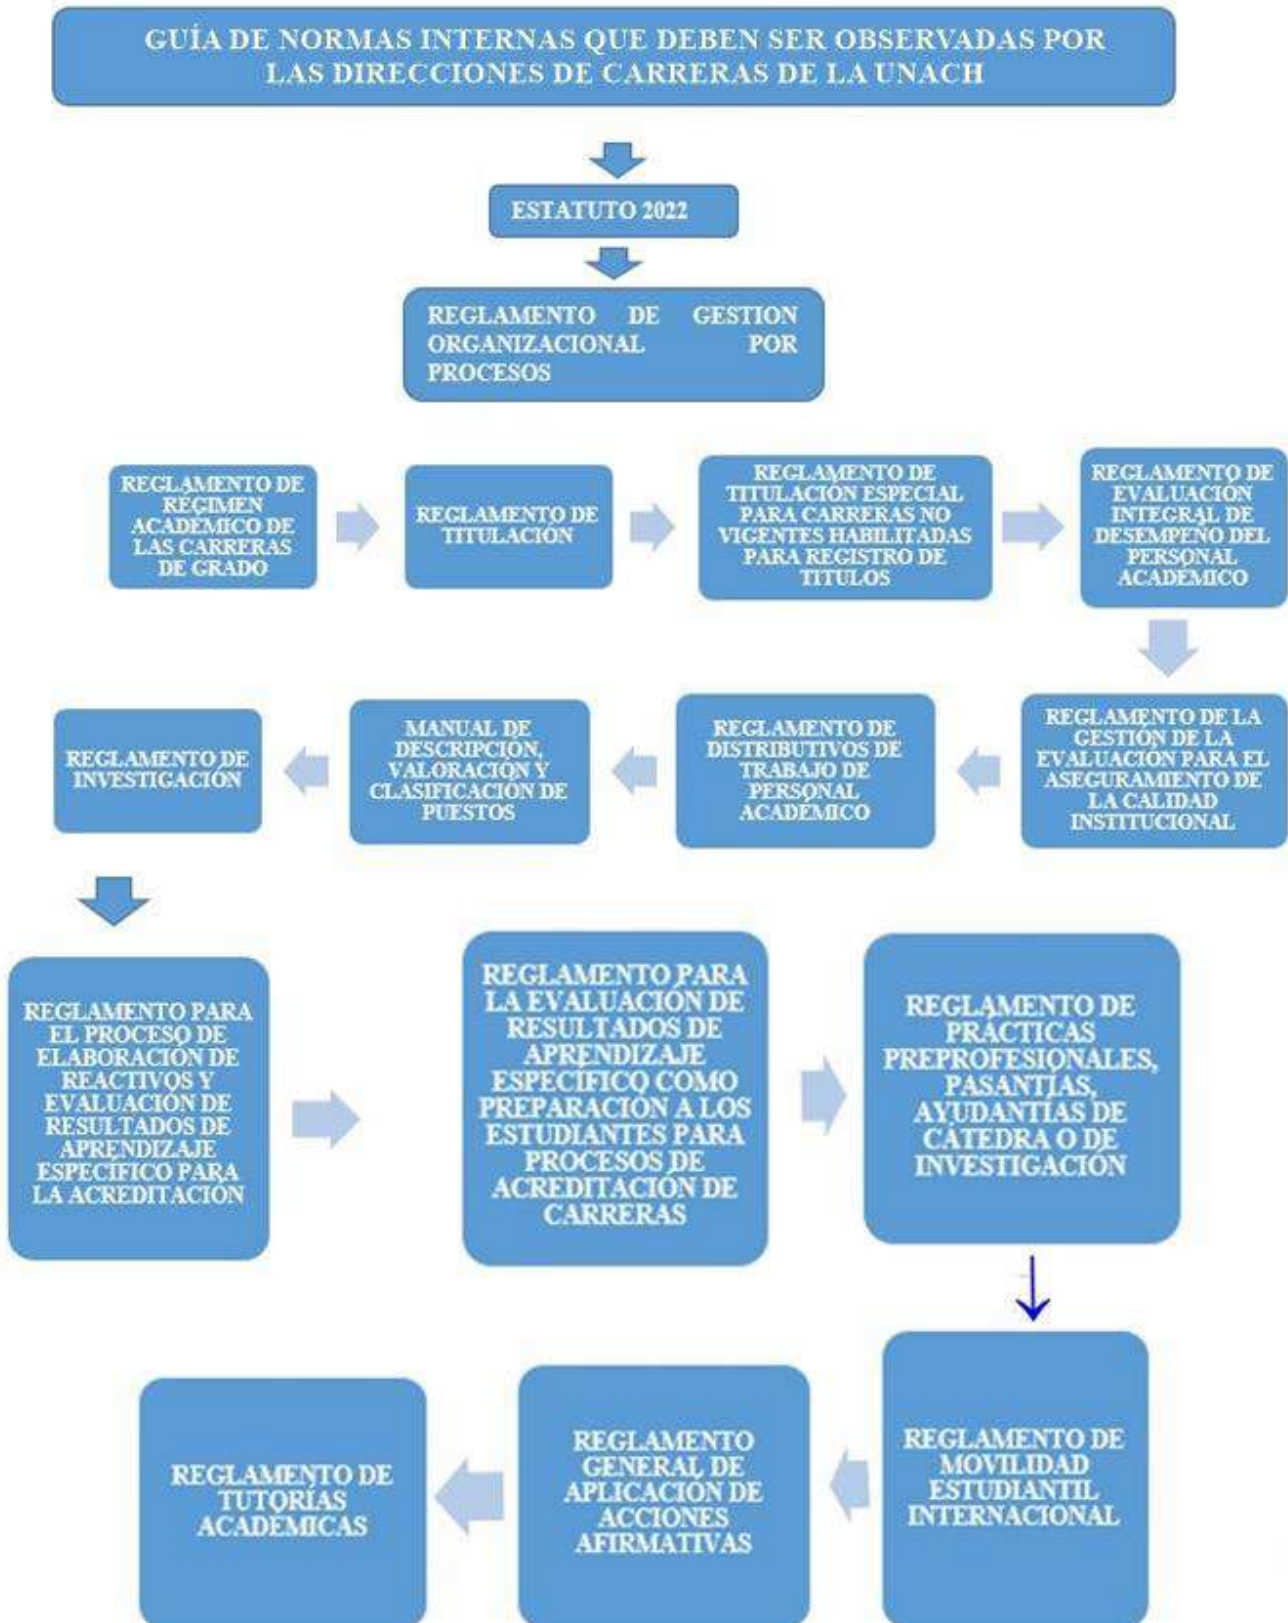 GUÍA DE NORMAS INTERNAS QUE DEBEN SER OBSERVADAS POR
LAS DIRECCIONES DE CARRERAS DE LA UNACH
ESTATUTO 2022
REGLAMENTO DE GESTION
ORGANIZACIONAL POR
PROCESOS
REGLAMENTO DE
RÉGIMEN
ACADÉMICO DE
LAS CARRERAS
DE GRADO
REGLAMENTO DE
TITULACIÓN
REGLAMENTO DE
TITULACIÓN ESPECIAL
PARA CARRERAS NO
VIGENTES HABILITADAS
PARA REGISTRO DE
TITULOS
REGLAMENTO DE
EVALUACIÓN
INTEGRAL DE
DESEMPEÑO DEL
PERSONAL
ACADÉMICO
REGLAMENTO DE LA
GESTIÓN DE LA
EVALUACIÓN PARA EL
ASEGURAMIENTO DE
LA CALIDAD
INSTITUCIONAL
REGLAMENTO DE
DISTRIBUTIVOS DE
TRABAJO DE
PERSONAL
ACADÉMICO
MANUAL DE
DESCRIPCIÓN,
VALORACIÓN Y
CLASIFICACIÓN DE
PUESTOS
REGLAMENTO DE
INVESTIGACIÓN
REGLAMENTO PARA
EL PROCESO DE
ELABORACIÓN DE
REACTIVOS Y
EVALUACIÓN DE
RESULTADOS DE
APRENDIZAJE
ESPECÍFICO PARA
LA ACREDITACIÓN
REGLAMENTO PARA
LA EVALUACIÓN DE
RESULTADOS DE
APRENDIZAJE
ESPECÍFICO COMO
PREPARACIÓN A LOS
ESTUDIANTES PARA
PROCESOS DE
ACREDITACIÓN DE
CARRERAS
REGLAMENTO DE
PRÁCTICAS
PREPROFESIONALES,
PASANTÍAS,
AYUDANTÍAS DE
CÁTEDRA O DE
INVESTIGACIÓN
REGLAMENTO DE
MOVILIDAD
ESTUDIANTIL
INTERNACIONAL
REGLAMENTO
GENERAL DE
APLICACIÓN DE
ACCIONES
AFIRMATIVAS
REGLAMENTO DE
TUTORÍAS
ACADÉMICAS